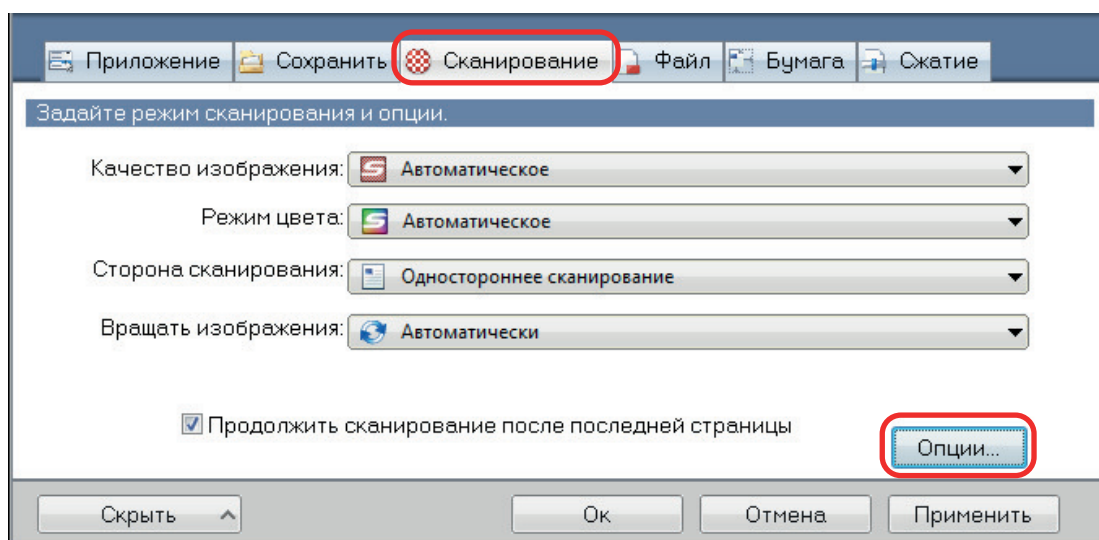 Приложение Сохранить Сканирование Файл Бумага Сжатие
Задайте режим сканирования и опции.
Качество изображения: Автоматическое
Режим цвета: Автоматическое
Сторона сканирования: Одностороннее сканирование
Вращать изображения: Автоматически
Продолжить сканирование после последней страницы
Опции...
Скрыть Ок Отмена Применить